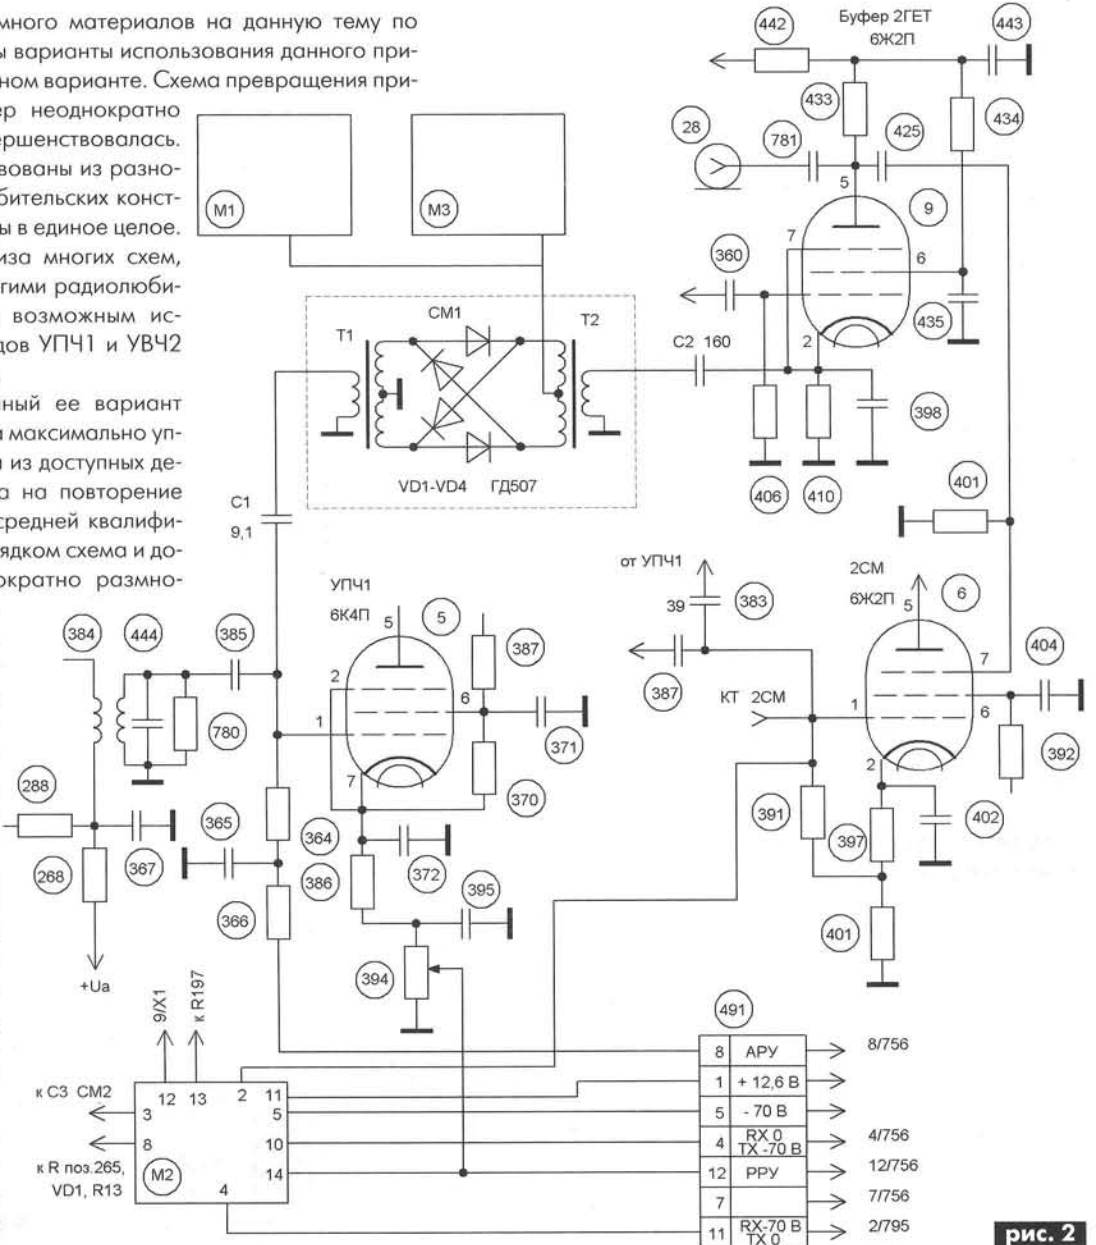 много материалов на данную тему по
ы варианты использования данного при-
ном варианте. Схема превращения при-
ер неоднократно
ершенствовалась.
вованы из разно-
бительских конст-
ы в единое целое.
иза многих схем,
гими радиолюби-
возможным ис-
дов УПЧ1 и УВЧ2
ный ее вариант
а максимально уп-
из доступных де-
а на повторение
средней квалифи-
рядком схема и до-
ократно размно-
Буфер 2ГЕТ
6Ж2П
442
443
433
434
28
781
425
5
9
7
6
360
435
2
C2 160
398
406
410
401
M1
M3
CM1
T1
T2
VD1-VD4 ГД507
C1
9,1
УПЧ1
6К4П
5
5
387
2
6
1
371
7
370
384
444
385
780
288
365
364
367
268
372
386
395
366
394
+Ua
от УПЧ1
39
383
387
КТ 2СМ
2СМ
6Ж2П
5
6
7
404
1
6
392
2
391
397
402
401
9/X1
к R197
491
8 АРУ 8/756
1 + 12,6 В
5 - 70 В
4 RX 0
TX -70 В 4/756
12 РРУ 12/756
7 7/756
11 RX-70 В
TX 0 2/795
к С3 СМ2
12 13 2 11
3
5
8
10
к R поз.265,
VD1, R13
M2
14
4
рис. 2